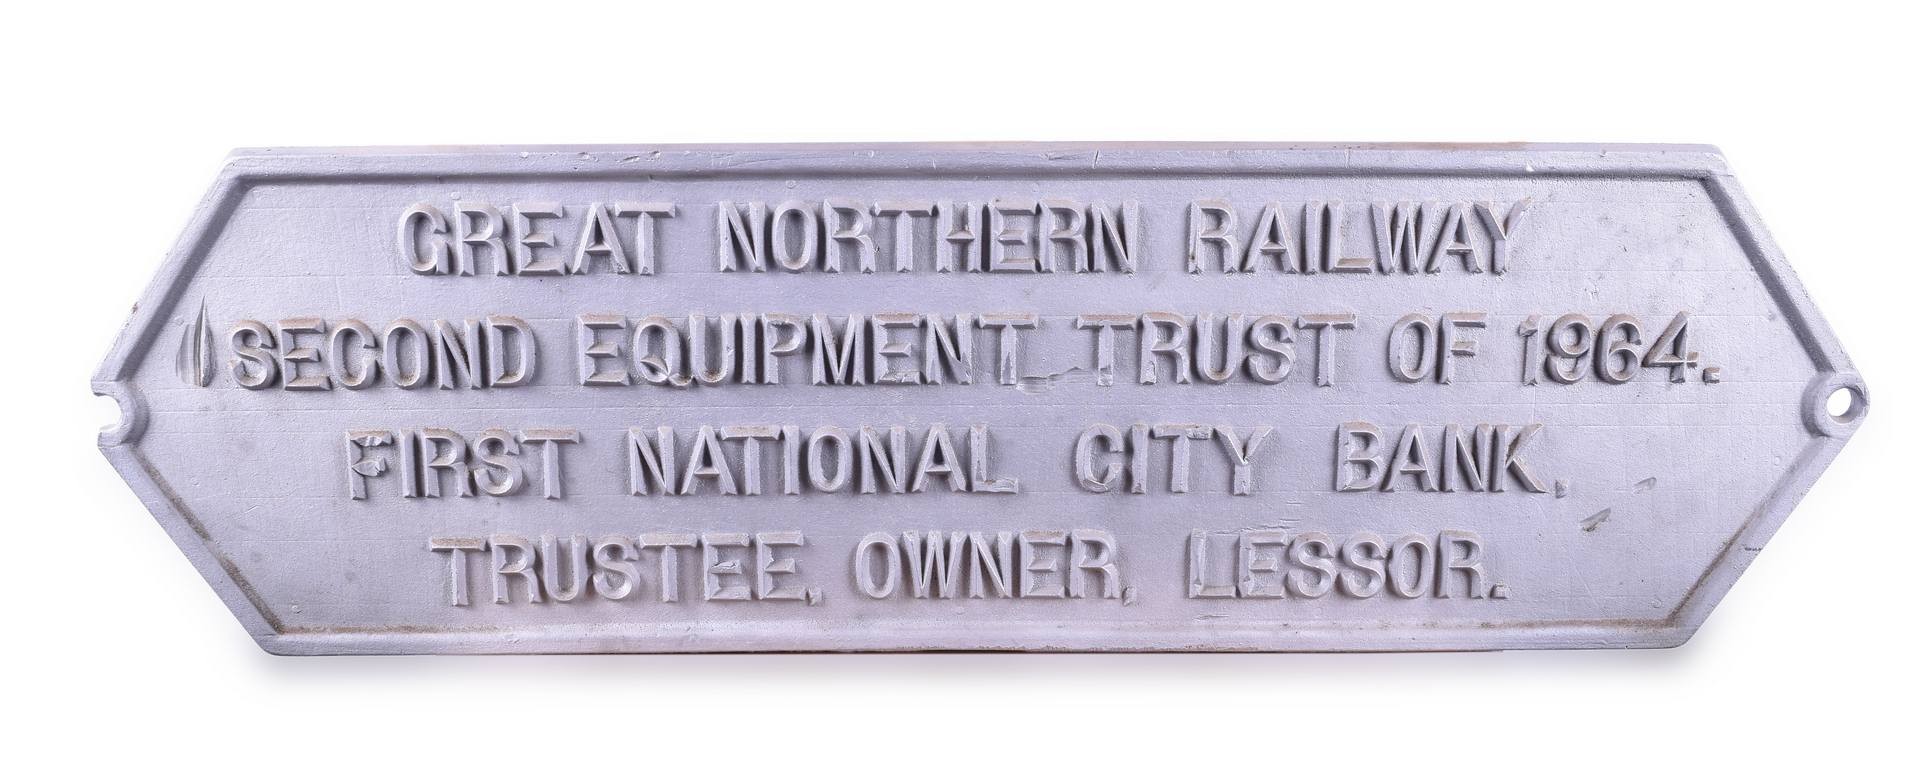 GREAT NORTHERN RAILWAY
SECOND EQUIPMENT TRUST OF 1964.
FIRST NATIONAL CITY BANK.
TRUSTEE, OWNER, LESSOR.